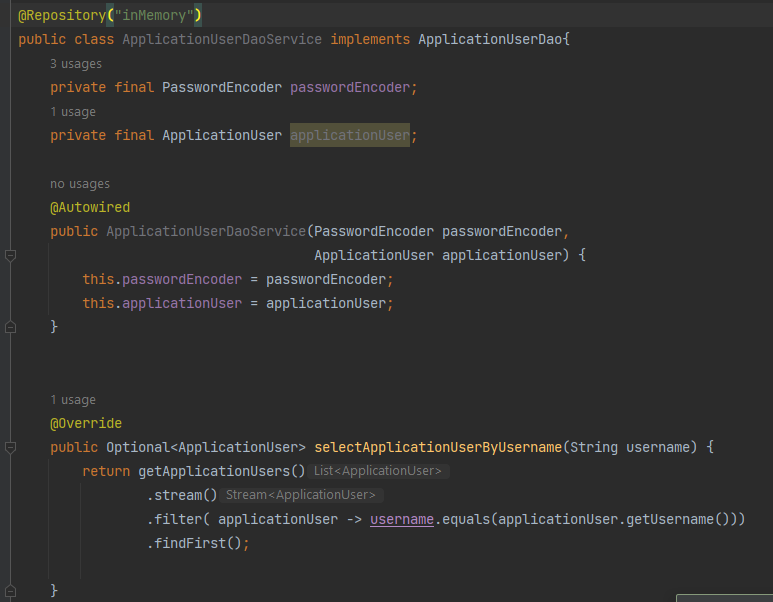 @Repository("inMemory")
public class ApplicationUserDaoService implements ApplicationUserDao{
3 usages
private final PasswordEncoder passwordEncoder;
1 usage
private final ApplicationUser applicationUser;
no usages
@Autowired
public ApplicationUserDaoService(PasswordEncoder passwordEncoder,
ApplicationUser applicationUser) {
this.passwordEncoder = passwordEncoder;
this.applicationUser = applicationUser;
}
1 usage
@Override
public Optional<ApplicationUser> selectApplicationUserByUsername(String username) {
return getApplicationUsers() List<ApplicationUser>
.stream() Stream<ApplicationUser>
.filter( applicationUser -> username.equals(applicationUser.getUsername()))
.findFirst();
}